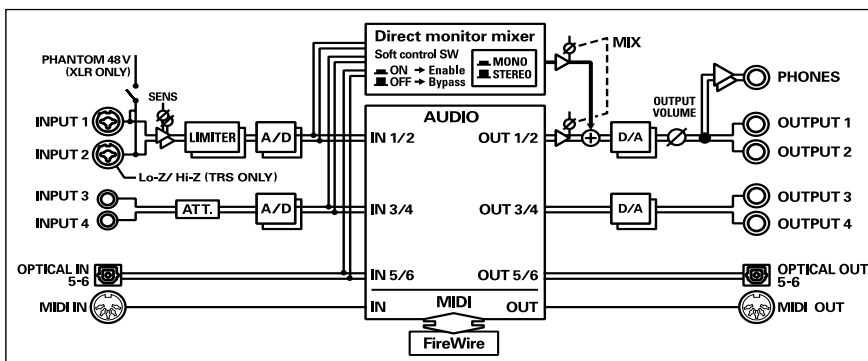 Direct monitor mixer
Soft control SW
ON → Enable
OFF → Bypass
MONO
STEREO
MIX
PHANTOM 48V
(XLR ONLY)
SENS
INPUT 1
INPUT 2
LIMITER
A/D
Lo-Z/ Hi-Z (TRS ONLY)
INPUT 3
INPUT 4
ATT.
A/D
OPTICAL IN
5-6
MIDI IN
AUDIO
IN 1/2
OUT 1/2
IN 3/4
OUT 3/4
IN 5/6
OUT 5/6
MIDI
IN
OUT
FireWire
D/A
OUTPUT
VOLUME
PHONES
OUTPUT 1
OUTPUT 2
D/A
OUTPUT 3
OUTPUT 4
OPTICAL OUT
5-6
MIDI OUT